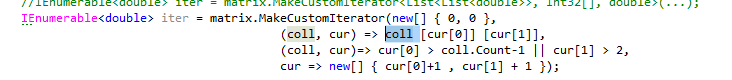 //IEnumerable<double> iter = matrix.MakeCustomIterator<List<List<double>>, Int32[], double>(...);
IEnumerable<double> iter = matrix.MakeCustomIterator(new[] { 0, 0 },
(coll, cur) => coll [cur[0]] [cur[1]],
(coll, cur)=> cur[0] > coll.Count-1 || cur[1] > 2,
cur => new[] { cur[0]+1 , cur[1] + 1 });